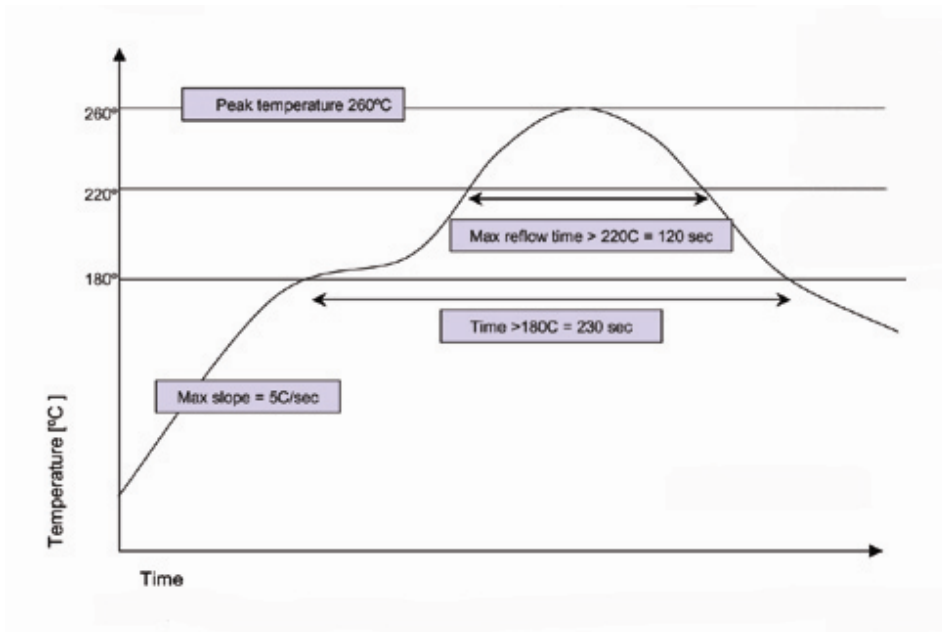 Peak temperature 260ºC
260º
220º
Max reflow time > 220C = 120 sec
180º
Time >180C = 230 sec
Max slope = 5C/sec
Temperature [ºC ]
Time